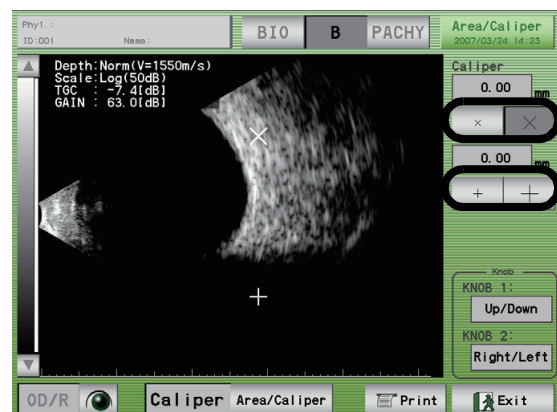 Phy1. :
ID:001 Name:
BIO B PACHY
Area/Caliper
2007/03/24 14:23
Depth:Norm(V=1550m/s)
Scale:Log(50dB)
TGC : -7.4[dB]
GAIN : 63.0[dB]
Caliper
0.00 mm
0.00 mm
Knob
KNOB 1:
Up/Down
KNOB 2:
Right/Left
OD/R Caliper Area/Caliper Print Exit